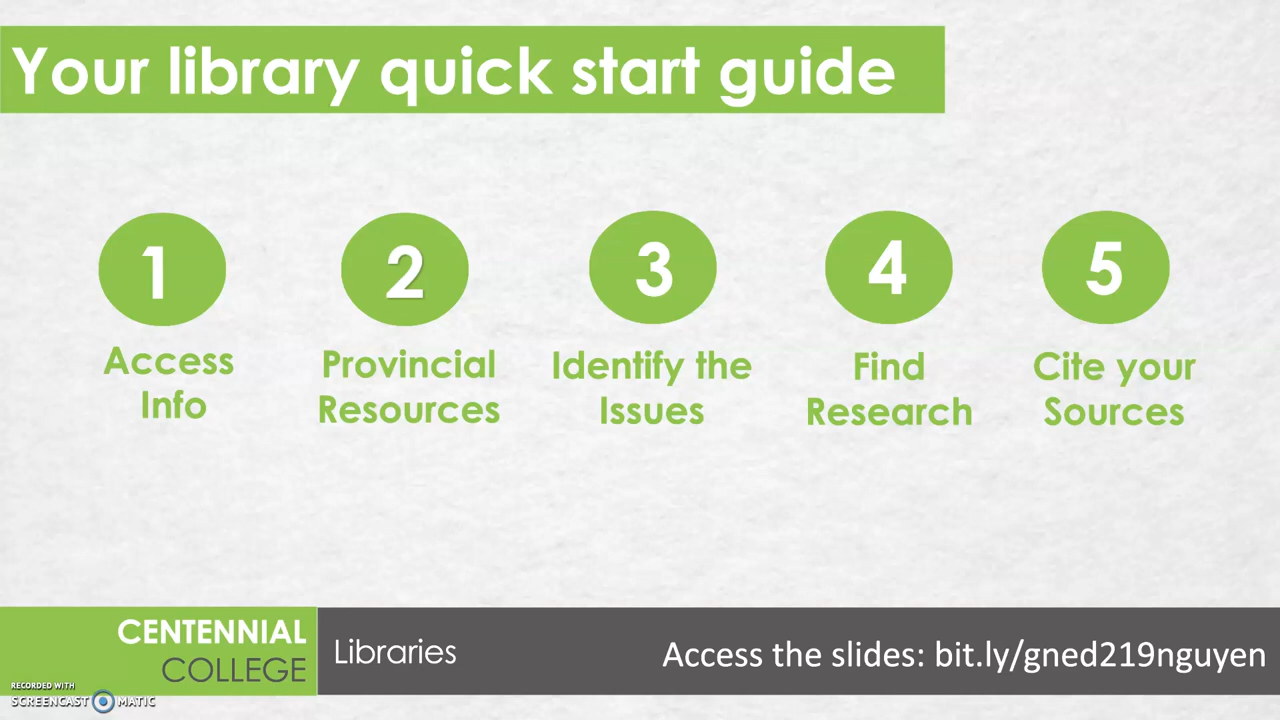 Your library quick start guide
1
2
3
4
5
Access
Info
Provincial
Resources
Identify the
Issues
Find
Research
Cite your
Sources
CENTENNIAL
COLLEGE
Libraries
Access the slides: bit.ly/gned219nguyen
RECORDED WITH
SCREENCAST MATIC